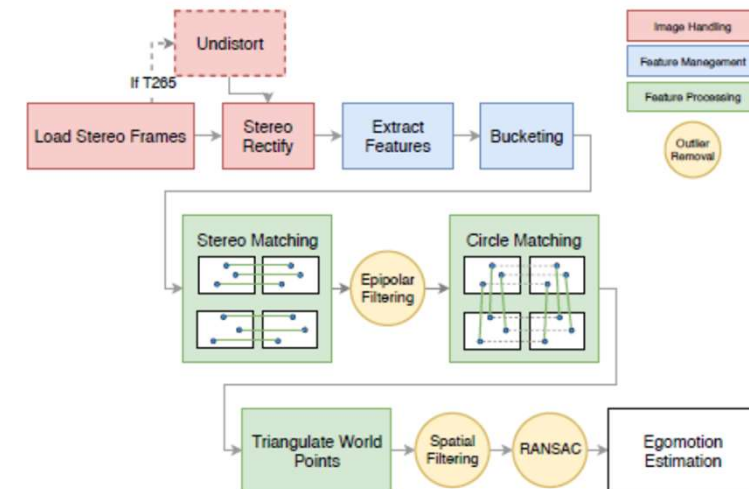 Undistort
Image Handling
Feature Management
Feature Processing
Outlier
Removal
If T265
Load Stereo Frames
Stereo
Rectify
Extract
Features
Bucketing
Stereo Matching
Epipolar
Filtering
Circle Matching
Triangulate World
Points
Spatial
Filtering
RANSAC
Egomotion
Estimation